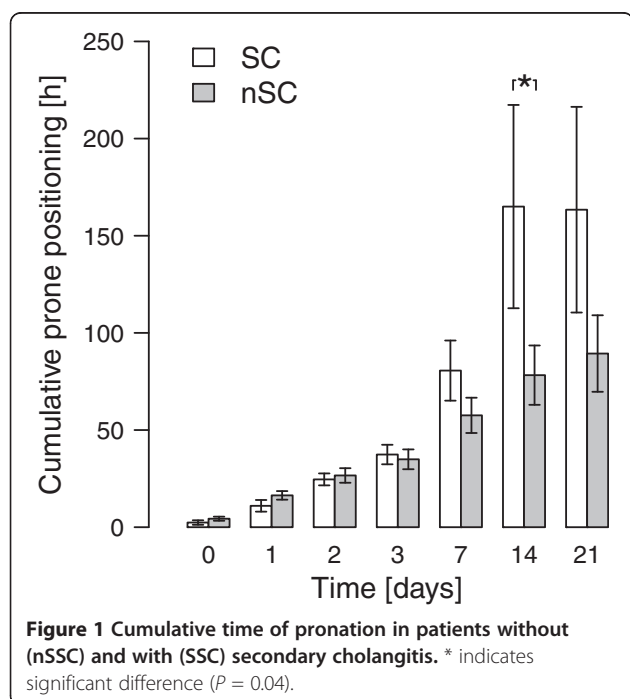 250
200
150
100
50
0
Cumulative prone positioning [h]
SC
nSC
*
0 1 2 3 7 14 21
Time [days]
Figure 1 Cumulative time of pronation in patients without
(nSSC) and with (SSC) secondary cholangitis. * indicates
significant difference (P = 0.04).